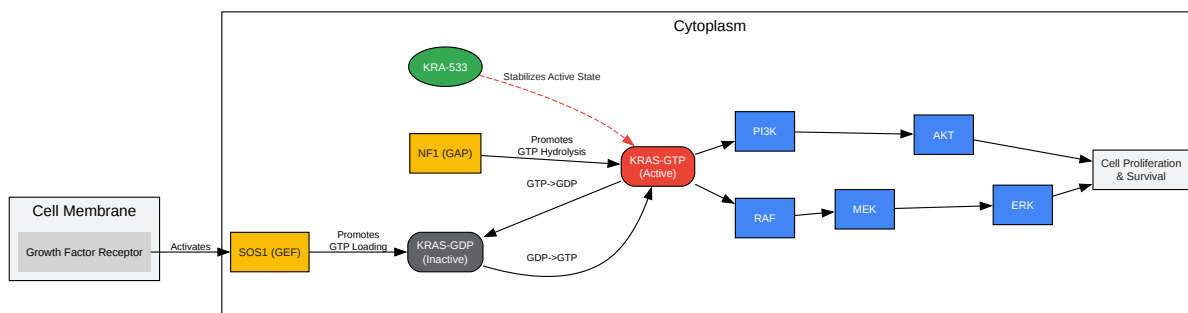 Cytoplasm
KRA-533
Stabilizes Active State
NF1 (GAP)
Promotes
GTP Hydrolysis
KRAS-GTP
(Active)
PI3K
AKT
Cell Proliferation
& Survival
GTP->GDP
RAF
MEK
ERK
Cell Membrane
Growth Factor Receptor
Activates
SOS1 (GEF)
Promotes
GTP Loading
KRAS-GDP
(Inactive)
GDP->GTP